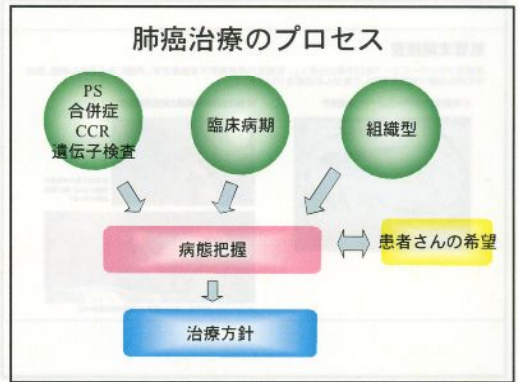 肺癌治療のプロセス
PS
合併症
CCR
遺伝子検査
臨床病期
組織型
病態把握
患者さんの希望
治療方針